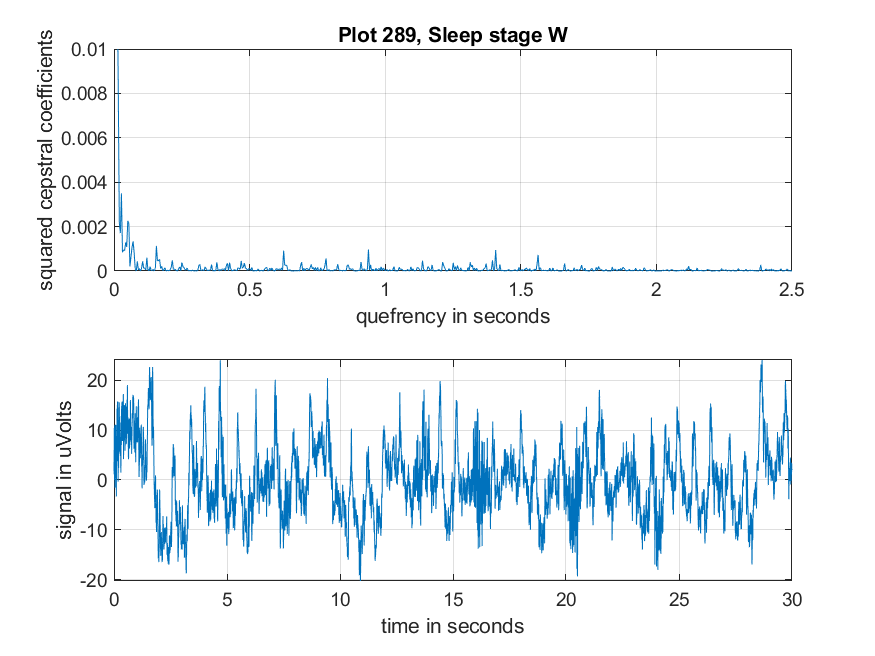 Plot 289, Sleep stage W
squared cepstral coefficients
0.01
0.008
0.006
0.004
0.002
0
0 0.5 1 1.5 2 2.5
quefrency in seconds
signal in uVolts
20
10
0
-10
-20
0 5 10 15 20 25 30
time in seconds